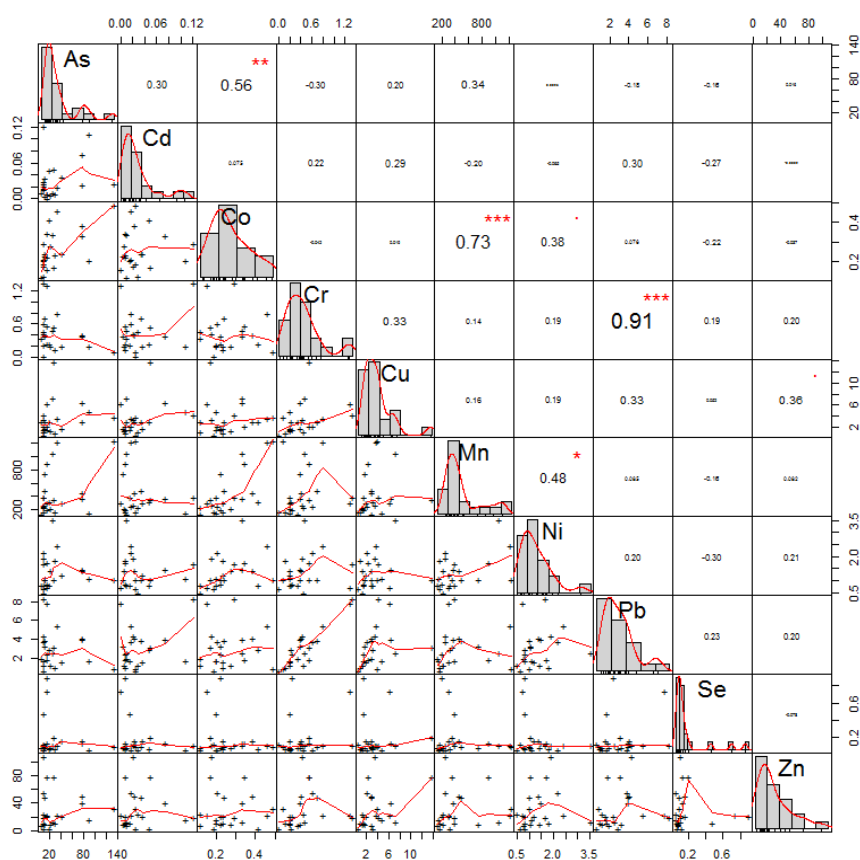 0.00 0.06 0.12 0.0 0.6 1.2 200 800 2 4 6 8 0 40 80
As 0.30 0.56 ** -0.30 0.20 0.34 -0.15 -0.16 20 80 140
0.00 0.06 0.12 Cd 0.075 0.22 0.29 -0.20 0.30 -0.27
Co 0.73 *** 0.38 . 0.076 -0.22 0.2 0.4
0.0 0.6 1.2 Cr 0.33 0.14 0.19 0.91 *** 0.19 0.20
Cu 0.16 0.19 0.33 0.36 . 2 6 10
200 800 Mn 0.48 * -0.16
Ni 0.20 -0.30 0.21 0.5 2.0 3.5
2 4 6 8 Pb 0.23 0.20
Se 0.2 0.6
0 40 80 Zn
20 80 140 0.2 0.4 2 6 10 0.5 2.0 3.5 0.2 0.6